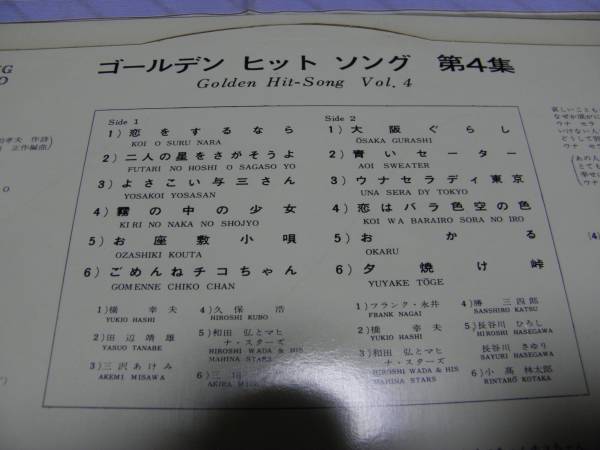 ゴールデン ヒット ソング 第4集
Golden Hit-Song Vol. 4
Side 1
1) 恋をするなら
KOI O SURU NARA
2) 二人の星をさがそうよ
FUTARI NO HOSHI O SAGASO YO
3) よさこい与三さん
YOSAKOI YOSASAN
4) 霧の中の少女
KIRI NO NAKA NO SHOJYO
5) お座敷小唄
OZASHIKI KOUTA
6) ごめんねチコちゃん
GOMENNE CHIKO CHAN
Side 2
1) 大阪ぐらし
ŌSAKA GURASHI
2) 青いセーター
AOI SWEATER
3) ウナセラディ東京
UNA SERA DY TOKYO
4) 恋はバラ色空の色
KOI WA BARAIRO SORA NO IRO
5) おかる
OKARU
6) 夕焼け峠
YUYAKE TŌGE
1) 橋 幸夫
YUKIO HASHI
2) 田辺靖雄
YASUO TANABE
3) 三沢あけみ
AKEMI MISAWA
4) 久保 浩
HIROSHI KUBO
5) 和田 弘とマヒ
ナ・スターズ
HIROSHI WADA & HIS
MAHINA STARS
6) 三田
AKIRA
1) フランク・永井
FRANK NAGAI
2) 橋 幸夫
YUKIO HASHI
3) 和田 弘とマヒ
ナ・スターズ
HIROSHI WADA & HIS
MAHINA STARS
4) 勝 三四郎
SANSHIRO KATSU
5) 長谷川 ひろし
HIROSHI HASEGAWA
長谷川 さゆり
SAYURI HASEGAWA
6) 小高 林太郎
RINTARŌ KOTAKA